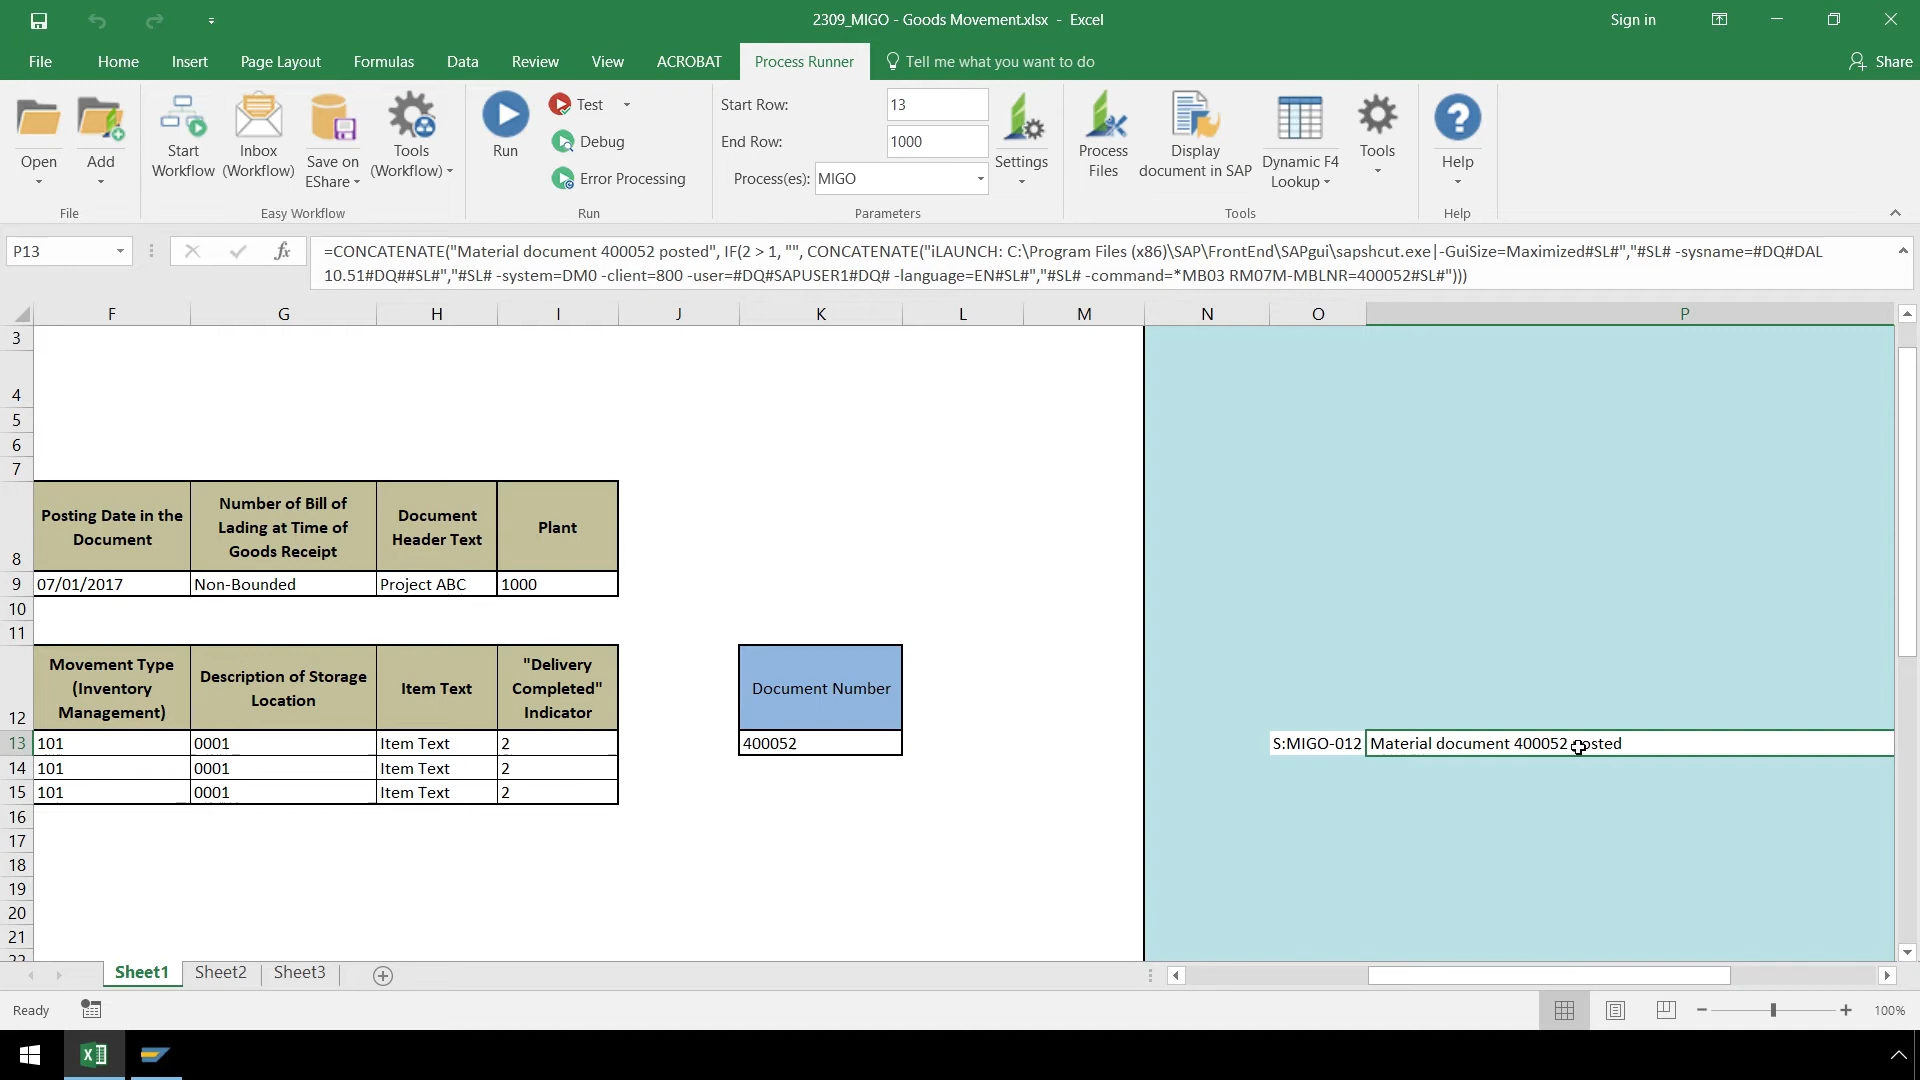 2309_MIGO - Goods Movement.xlsx - Excel
Sign in
File
Home
Insert
Page Layout
Formulas
Data
Review
View
ACROBAT
Process Runner
Tell me what you want to do
Share
Open
Add
File
Start
Workflow
Inbox
(Workflow)
Save on
EShare
Tools
(Workflow)
Easy Workflow
Run
Test
Debug
Error Processing
Run
Start Row:
13
End Row:
1000
Process(es):
MIGO
Settings
Parameters
Process
Files
Display
document in SAP
Dynamic F4
Lookup
Tools
Tools
Help
Help
P13
fx
=CONCATENATE("Material document 400052 posted", IF(2 > 1, "", CONCATENATE("iLAUNCH: C:\Program Files (x86)\SAP\FrontEnd\SAPgui\sapshcut.exe|-GuiSize=Maximized#SL#","#SL# -sysname=#DQ#DAL
10.51#DQ##SL#","#SL# -system=DM0 -client=800 -user=#DQ#SAPUSER1#DQ# -language=EN#SL#","#SL# -command=*MB03 RM07M-MBLNR=400052#SL#")))
F G H I J K L M N O P
3
4
5
6
7
8
Posting Date in the
Document
Number of Bill of
Lading at Time of
Goods Receipt
Document
Header Text
Plant
9 07/01/2017 Non-Bounded Project ABC 1000
10
11
12
Movement Type
(Inventory
Management)
Description of Storage
Location
Item Text
"Delivery
Completed"
Indicator
Document Number
13 101 0001 Item Text 2 400052 S:MIGO-012 Material document 400052 posted
14 101 0001 Item Text 2
15 101 0001 Item Text 2
16
17
18
19
20
21
22
Sheet1
Sheet2
Sheet3
Ready
100%